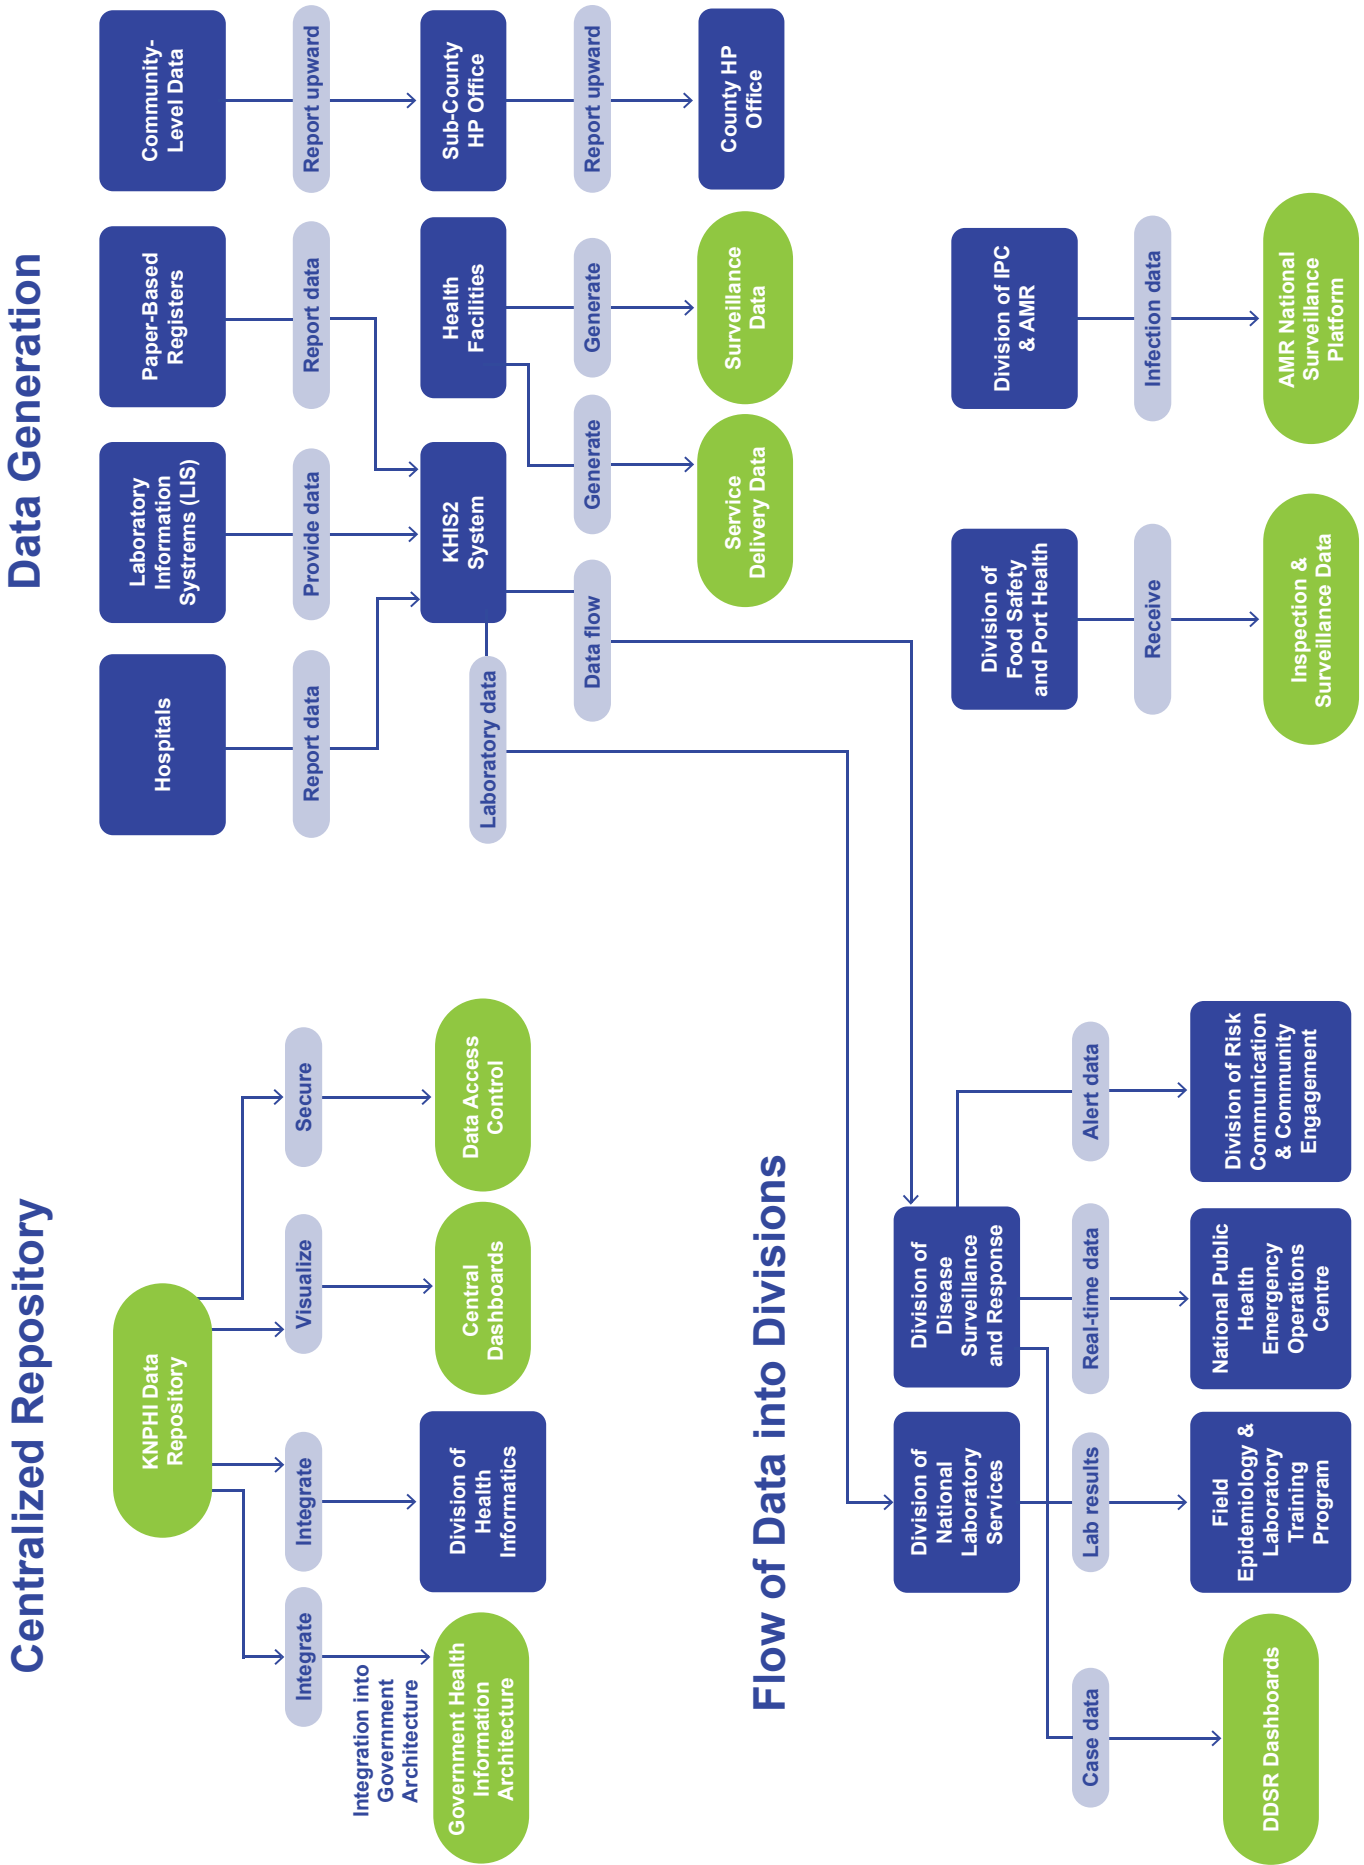 Centralized Repository
KNPHI Data
Repository
Integrate
Integrate
Visualize
Secure
Integration into
Government
Architecture
Government Health
Information
Architecture
Division of
Health
Informatics
Central
Dashboards
Data Access
Control
Data Generation
Hospitals
Laboratory
Information
Systrems (LIS)
Paper-Based
Registers
Community-
Level Data
Report data
Provide data
Report data
Report upward
KHIS2
System
Health
Facilities
Sub-County
HP Office
Laboratory data
Data flow
Generate
Generate
Report upward
Service
Delivery Data
Surveillance
Data
County HP
Office
Flow of Data into Divisions
Division of
National
Laboratory
Services
Division of
Disease
Surveillance
and Response
Division of
Food Safety
and Port Health
Division of IPC
& AMR
Case data
Lab results
Real-time data
Alert data
Receive
Infection data
DDSR Dashboards
Field
Epidemiology &
Laboratory
Training
Program
National Public
Health
Emergency
Operations
Centre
Division of Risk
Communication
& Community
Engagement
Inspection &
Surveillance Data
AMR National
Surveillance
Platform